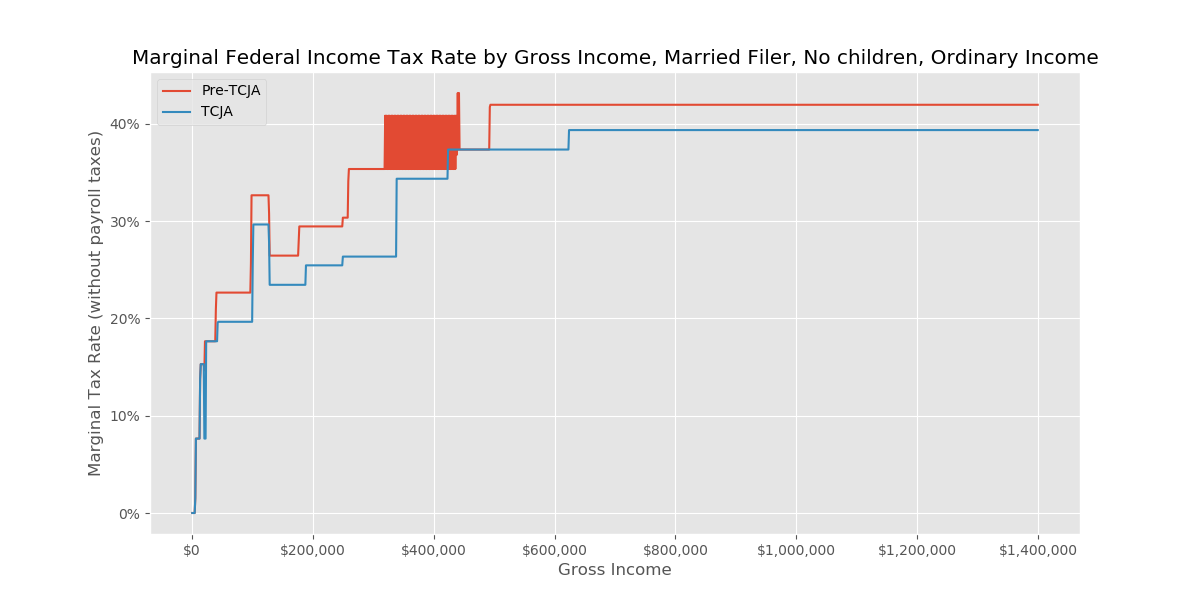 Marginal Federal Income Tax Rate by Gross Income, Married Filer, No children, Ordinary Income
Pre-TCJA
TCJA
Marginal Tax Rate (without payroll taxes)
40%
30%
20%
10%
0%
$0
$200,000
$400,000
$600,000
$800,000
$1,000,000
$1,200,000
$1,400,000
Gross Income